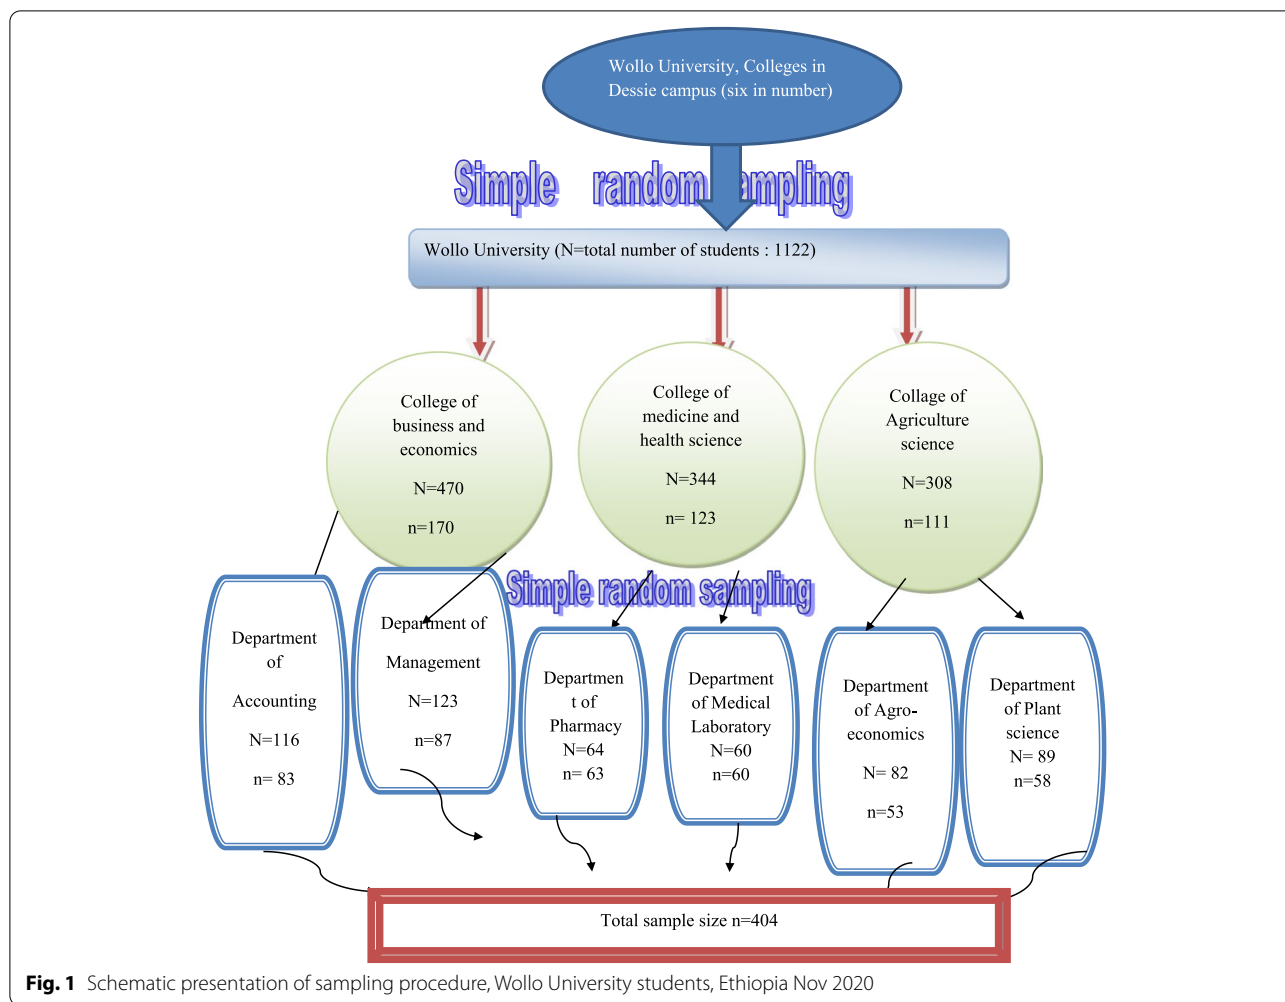 Wollo University, Colleges in
Dessie campus (six in number)
Simple random ampling
Wollo University (N=total number of students : 1122)
College of
business and
economics
N=470
n=170
College of
medicine and
health science
N=344
n= 123
Collage of
Agriculture
science
N=308
n=111
Simple random sampling
Department
of
Accounting
N=116
n= 83
Department of
Management
N=123
n=87
Departmen
t of
Pharmacy
N=64
n= 63
Department
of Medical
Laboratory
N=60
n=60
Department
of Agro-
economics
N= 82
n=53
Department
of Plant
science
N= 89
n=58
Total sample size n=404
Fig. 1 Schematic presentation of sampling procedure, Wollo University students, Ethiopia Nov 2020